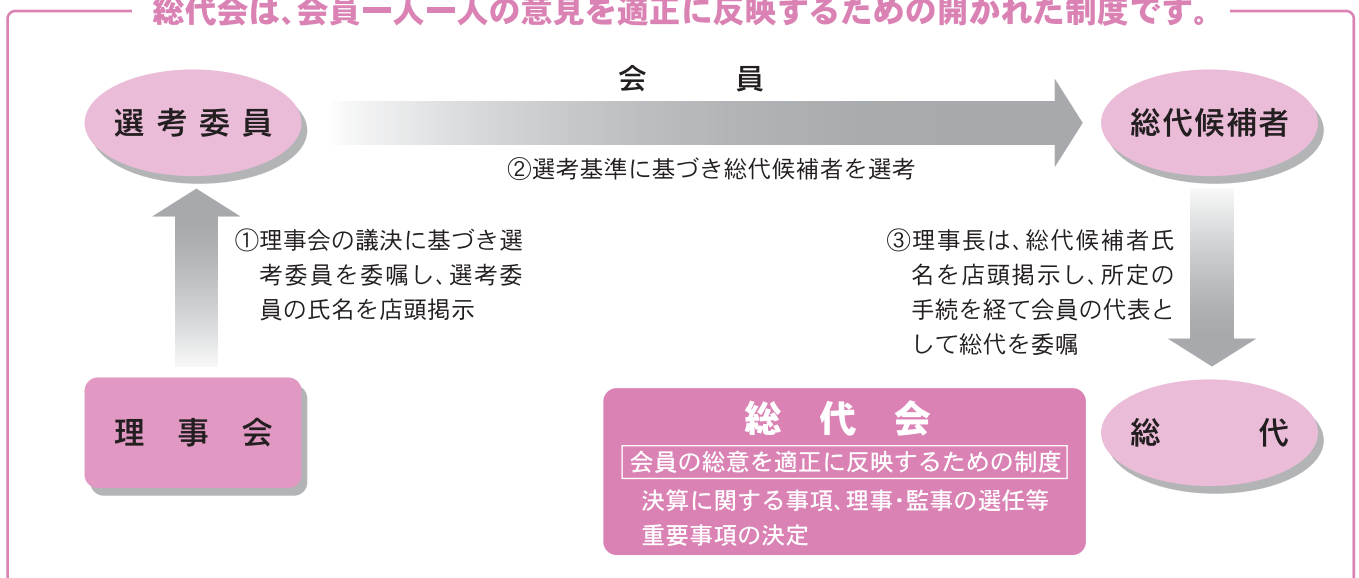 総代会は、会員一人一人の意見を適正に反映するための開かれた制度です。
会員
選考委員
総代候補者
②選考基準に基づき総代候補者を選考
①理事会の議決に基づき選
考委員を委嘱し、選考委
員の氏名を店頭掲示
③理事長は、総代候補者氏
名を店頭掲示し、所定の
手続を経て会員の代表と
して総代を委嘱
理事会
総代会
会員の総意を適正に反映するための制度
決算に関する事項、理事・監事の選任等
重要事項の決定
総代